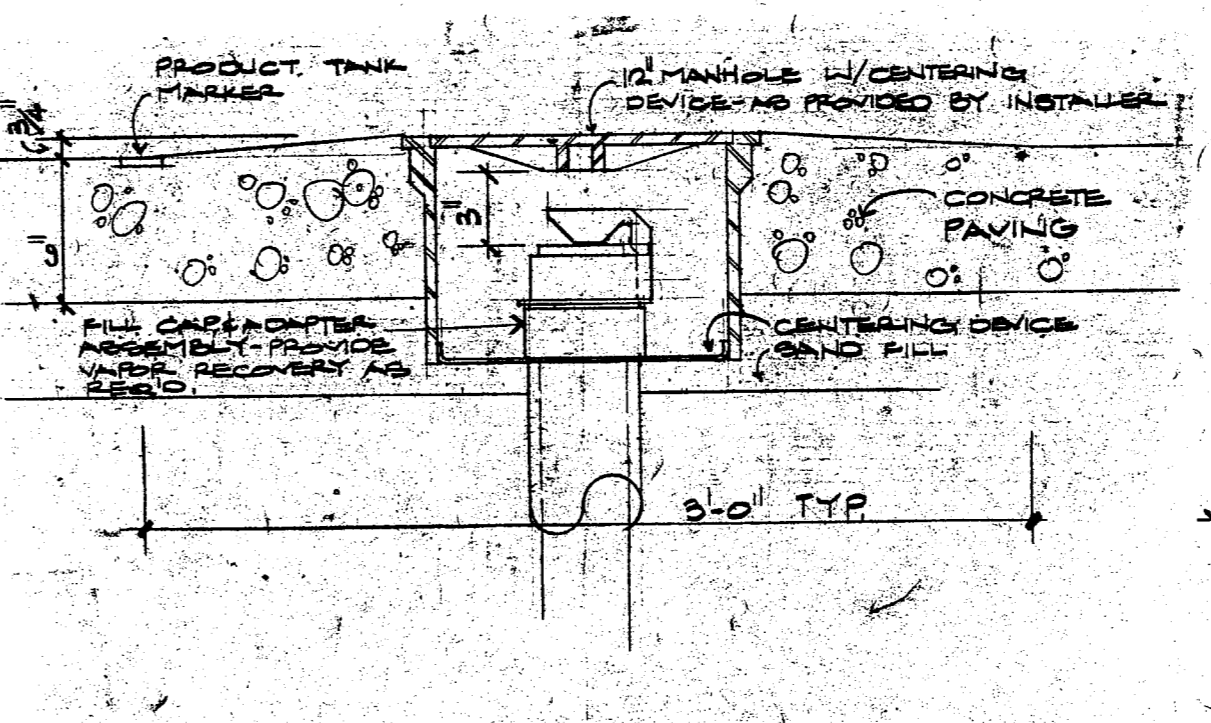 PRODUCT. TANK
MARKER
12" MANHOLE W/CENTERING
DEVICE-AS PROVIDED BY INSTALLER
3/4"
3"
CONCRETE
PAVING
FILL CAP & ADAPTER
ASSEMBLY-PROVIDE
VAPOR RECOVERY AS
REQ'D.
CENTERING DEVICE
SAND FILL
3'-0" TYP.